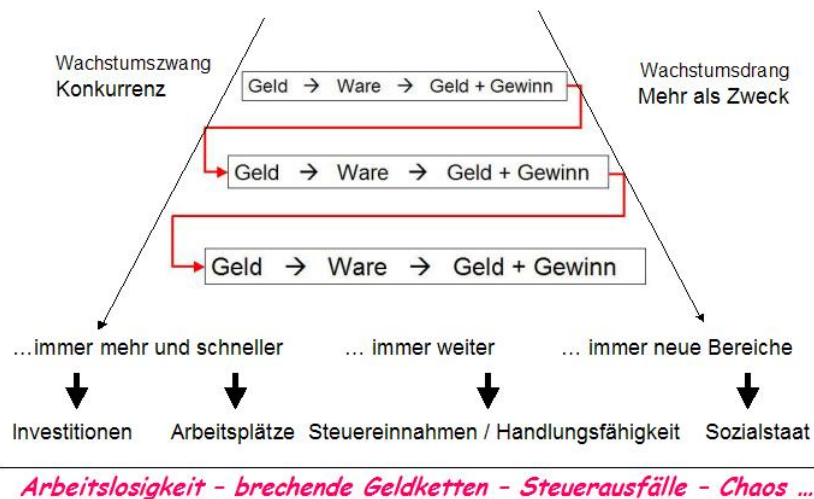 Wachstumszwang
Konkurrenz
Wachstumsdrang
Mehr als Zweck
Geld → Ware → Geld + Gewinn
Geld → Ware → Geld + Gewinn
Geld → Ware → Geld + Gewinn
…immer mehr und schneller … immer weiter … immer neue Bereiche
Investitionen Arbeitsplätze Steuereinnahmen / Handlungsfähigkeit Sozialstaat
Arbeitslosigkeit – brechende Geldketten – Steuerausfälle – Chaos …